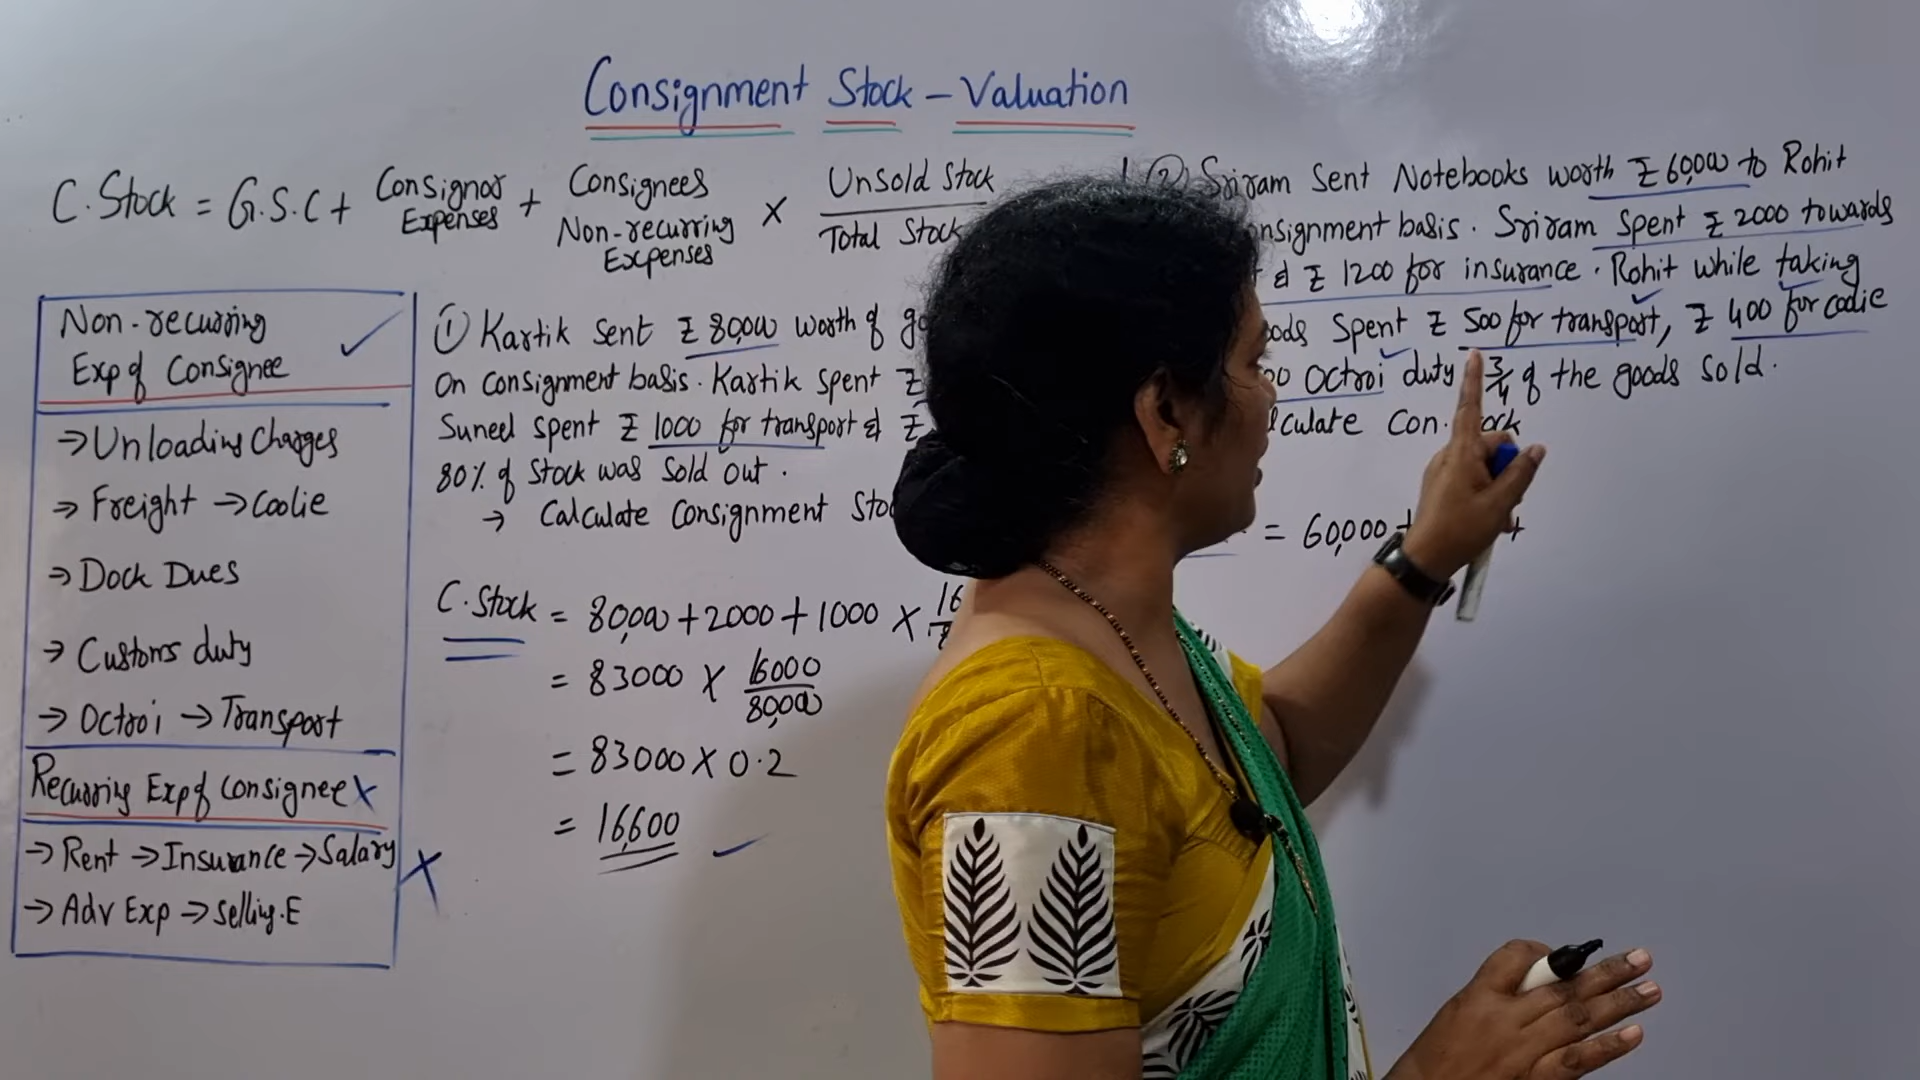 Consignment Stock - Valuation
C. Stock = G.S.C + Consignor Expenses + Consignees Non-recurring Expenses × Unsold Stock / Total Stock
Non-recurring
Exp of Consignee ✓
→ Unloading Charges
→ Freight → Coolie
→ Dock Dues
→ Customs duty
→ Octroi → Transport
Recurring Exp of Consignee X
→ Rent → Insurance → Salary X
→ Adv Exp → Selling.E
① Kartik sent ₹ 80,000 worth of
on consignment basis. Kartik spent ₹
Suneel spent ₹ 1000 for transport & ₹
80% of stock was sold out.
→ Calculate Consignment
C. Stock = 80,000 + 2000 + 1000 ×
= 83000 × 16000 / 80,000
= 83000 × 0.2
= 16,600 ✓
② Sriram sent Notebooks worth ₹ 60,000 to Rohit
basis. Sriram spent ₹ 2000 towards
& ₹ 1200 for insurance. Rohit while taking
spent ₹ 500 for transport, ₹ 400 for coolie
Octroi duty 3/4 of the goods sold.
Con.
= 60,000 +
+